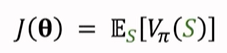 J(θ) = 𝔼_S[V_π(S)]